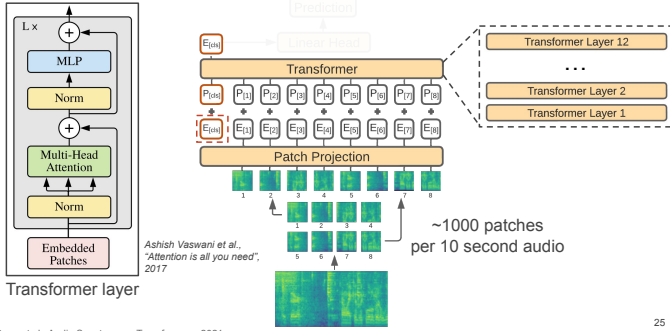 L ×
MLP
Norm
Multi-Head
Attention
Norm
Embedded
Patches
Transformer layer
Ashish Vaswani et al.,
"Attention is all you need",
2017
Prediction
Linear Head
E[cls]
Transformer
P[cls] P[1] P[2] P[3] P[4] P[5] P[6] P[7] P[8]
E[cls] E[1] E[2] E[3] E[4] E[5] E[6] E[7] E[8]
Patch Projection
1 2 3 4 5 6 7 8
1 2 3 4
5 6 7 8
~1000 patches
per 10 second audio
Transformer Layer 12
...
Transformer Layer 2
Transformer Layer 1
25